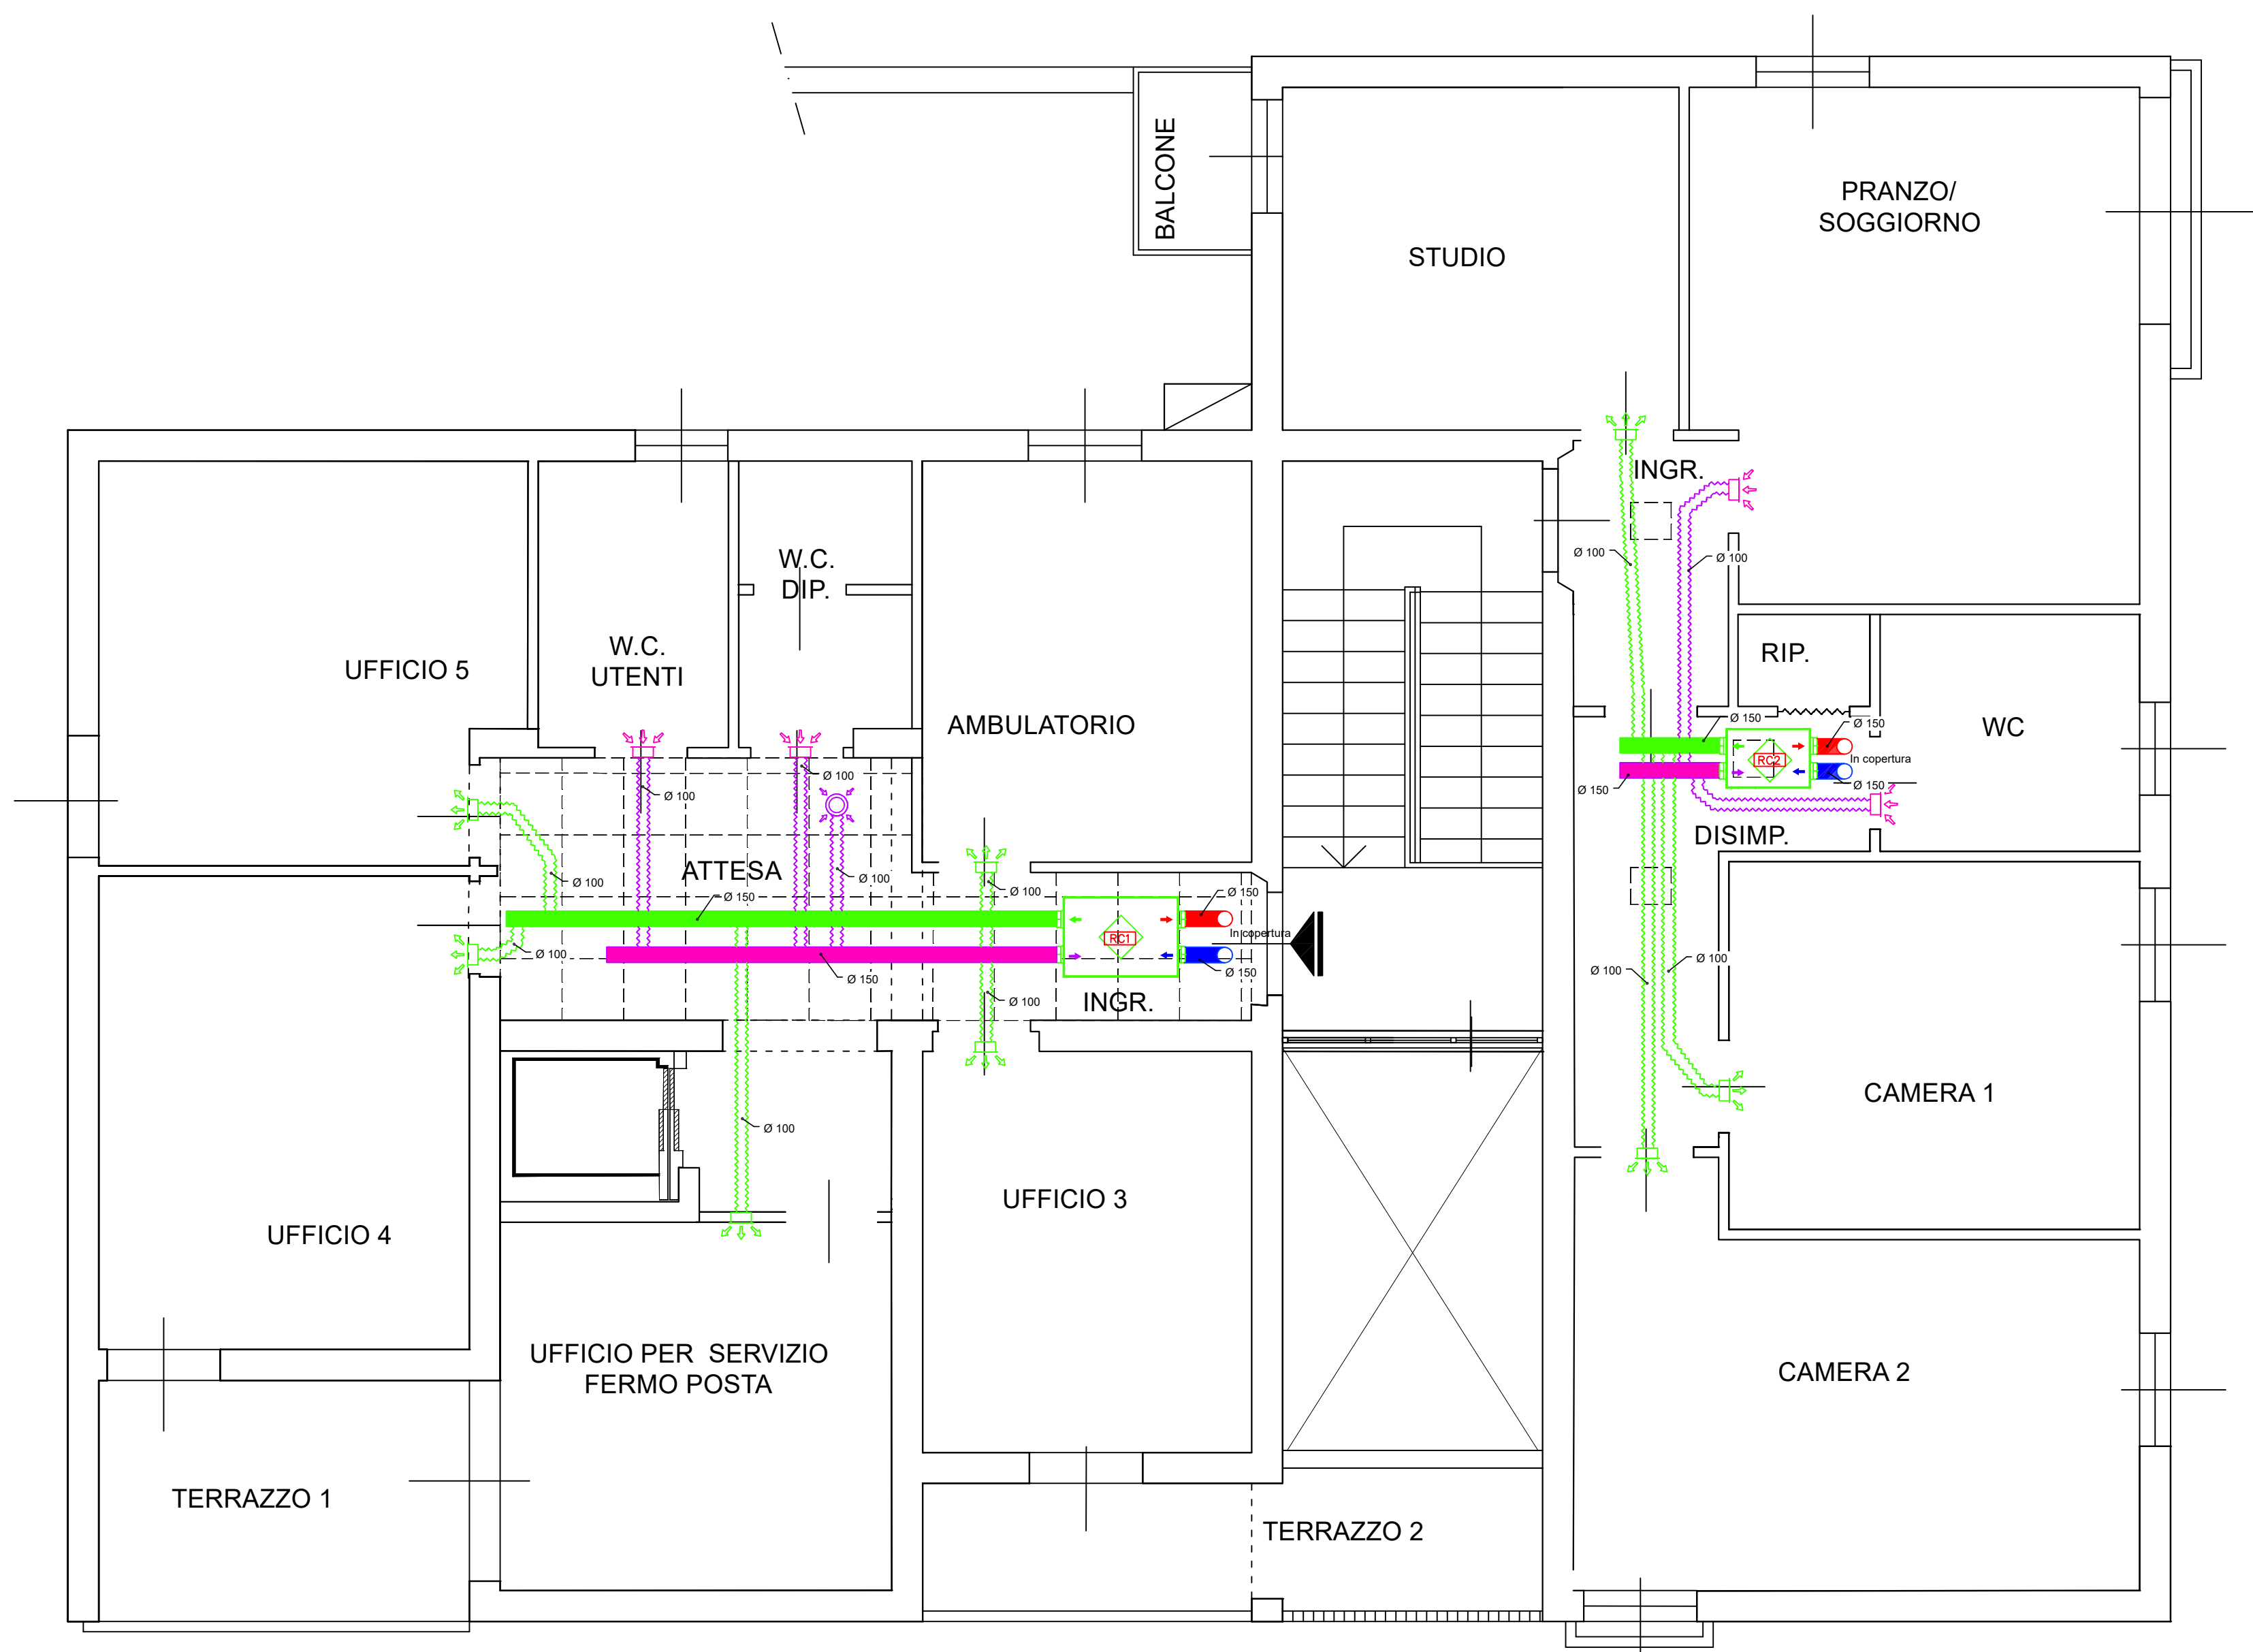 BALCONE
PRANZO/
SOGGIORNO
STUDIO
INGR.
Ø 100
Ø 100
W.C.
DIP.
W.C.
UTENTI
UFFICIO 5
AMBULATORIO
RIP.
WC
Ø 150
Ø 150
RC2
In copertura
Ø 150
Ø 150
Ø 100
Ø 100
DISIMP.
ATTESA
Ø 100
Ø 100
Ø 100
Ø 150
Ø 150
RC1
In copertura
Ø 100
Ø 150
Ø 150
Ø 100
INGR.
Ø 100
Ø 100
Ø 100
CAMERA 1
UFFICIO 3
UFFICIO 4
UFFICIO PER  SERVIZIO
FERMO POSTA
CAMERA 2
TERRAZZO 1
TERRAZZO 2